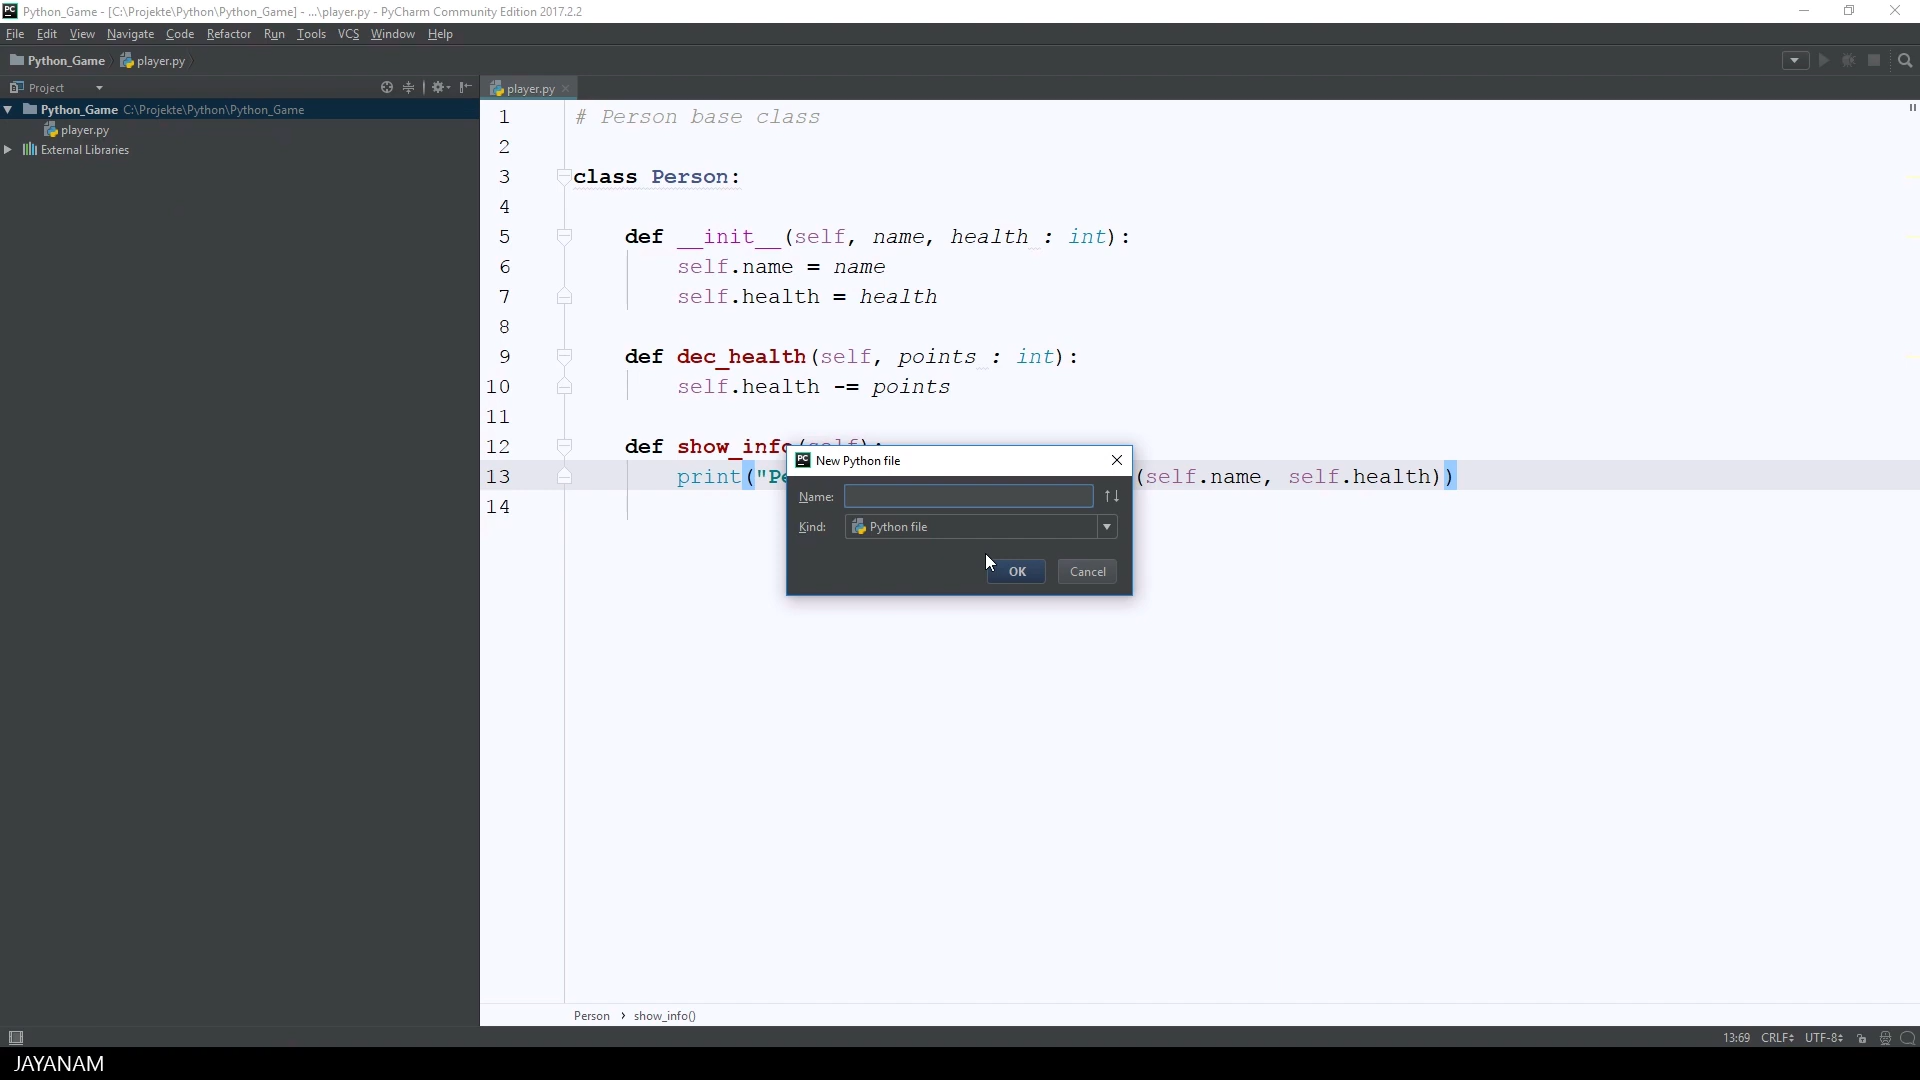 Python_Game - [C:\Projekte\Python\Python_Game] - ...\player.py - PyCharm Community Edition 2017.2.2
File Edit View Navigate Code Refactor Run Tools VCS Window Help
Python_Game player.py
Project
player.py
Python_Game C:\Projekte\Python\Python_Game
player.py
External Libraries
1 # Person base class
2
3 class Person:
4
5 def __init__(self, name, health : int):
6 self.name = name
7 self.health = health
8
9 def dec_health(self, points : int):
10 self.health -= points
11
12 def show_info(self):
13 print("Pe (self.name, self.health))
14
New Python file
Name:
Kind: Python file
OK Cancel
Person › show_info()
13:69 CRLF UTF-8
JAYANAM